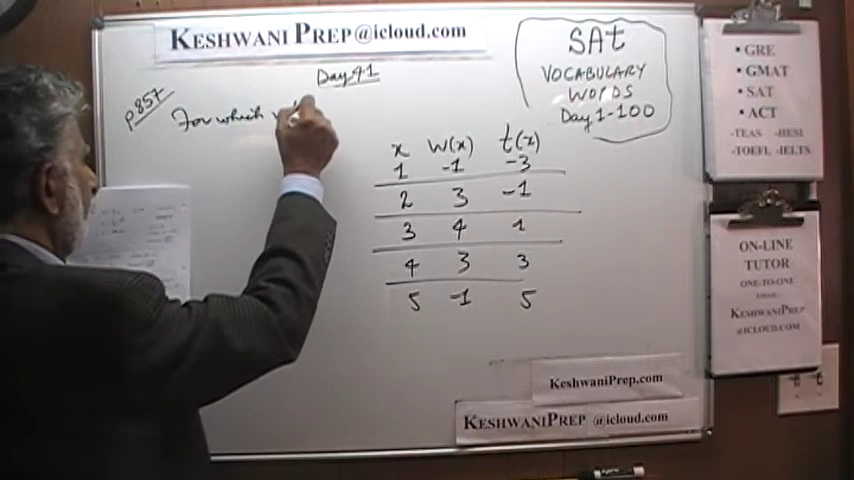 KESHWANIPREP@icloud.com
Day 41
p857
For which
SAt
VOCABULARY
WORDS
Day 1-100
x W(x) t(x)
1 -1 -3
2 3 -1
3 4 1
4 3 3
5 -1 5
• GRE
• GMAT
• SAT
• ACT
-TEAS -HESI
-TOEFL -IELTS
ON-LINE
TUTOR
ONE-TO-ONE
KESHWANIPREP
@ICLOUD.COM
KeshwaniPrep.com
KESHWANIPREP@icloud.com